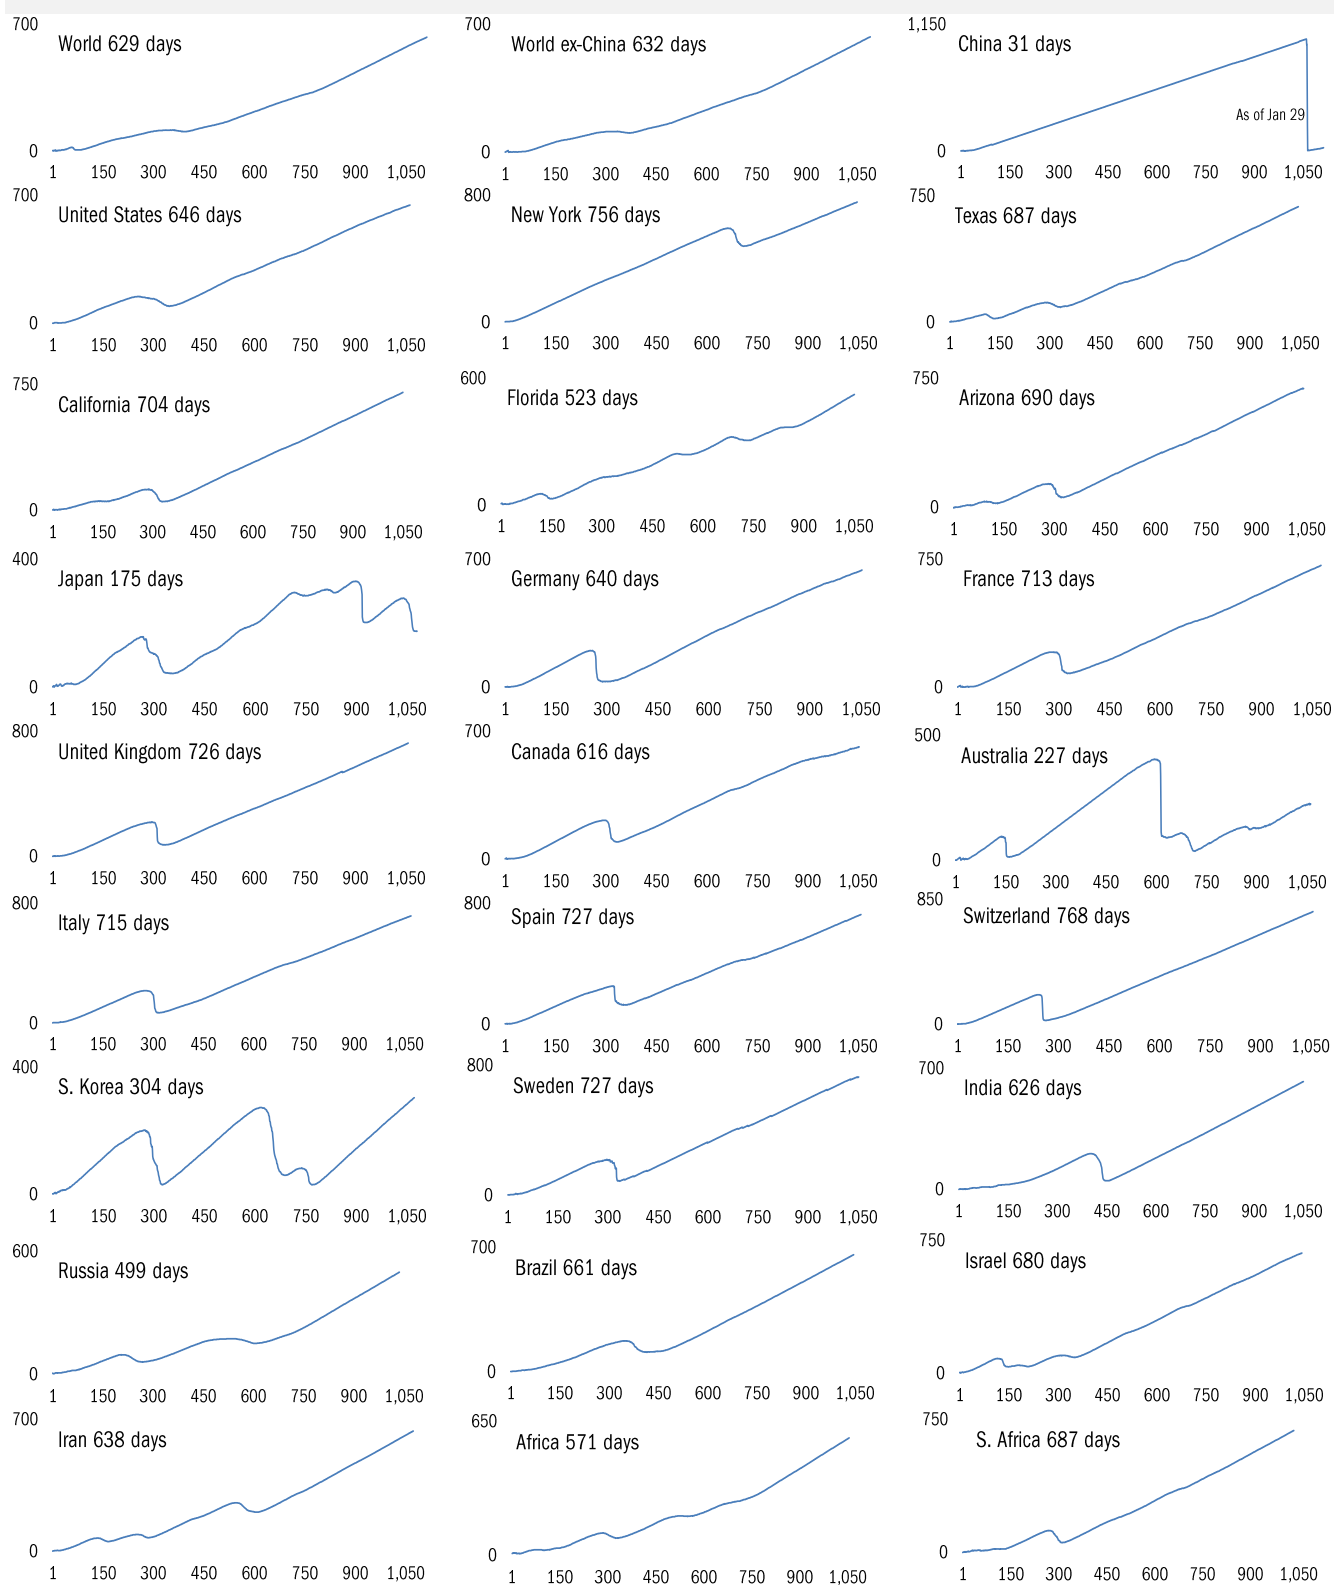 700
World 629 days
0
1 150 300 450 600 750 900 1,050
700
World ex-China 632 days
0
1 150 300 450 600 750 900 1,050
1,150
China 31 days
As of Jan 29
0
1 150 300 450 600 750 900 1,050
700
United States 646 days
0
1 150 300 450 600 750 900 1,050
800
New York 756 days
0
1 150 300 450 600 750 900 1,050
750
Texas 687 days
0
1 150 300 450 600 750 900 1,050
750
California 704 days
0
1 150 300 450 600 750 900 1,050
600
Florida 523 days
0
1 150 300 450 600 750 900 1,050
750
Arizona 690 days
0
1 150 300 450 600 750 900 1,050
400
Japan 175 days
0
1 150 300 450 600 750 900 1,050
700
Germany 640 days
0
1 150 300 450 600 750 900 1,050
750
France 713 days
0
1 150 300 450 600 750 900 1,050
800
United Kingdom 726 days
0
1 150 300 450 600 750 900 1,050
700
Canada 616 days
0
1 150 300 450 600 750 900 1,050
500
Australia 227 days
0
1 150 300 450 600 750 900 1,050
800
Italy 715 days
0
1 150 300 450 600 750 900 1,050
800
Spain 727 days
0
1 150 300 450 600 750 900 1,050
850
Switzerland 768 days
0
1 150 300 450 600 750 900 1,050
400
S. Korea 304 days
0
1 150 300 450 600 750 900 1,050
800
Sweden 727 days
0
1 150 300 450 600 750 900 1,050
700
India 626 days
0
1 150 300 450 600 750 900 1,050
600
Russia 499 days
0
1 150 300 450 600 750 900 1,050
700
Brazil 661 days
0
1 150 300 450 600 750 900 1,050
750
Israel 680 days
0
1 150 300 450 600 750 900 1,050
700
Iran 638 days
0
1 150 300 450 600 750 900 1,050
650
Africa 571 days
0
1 150 300 450 600 750 900 1,050
750
S. Africa 687 days
0
1 150 300 450 600 750 900 1,050